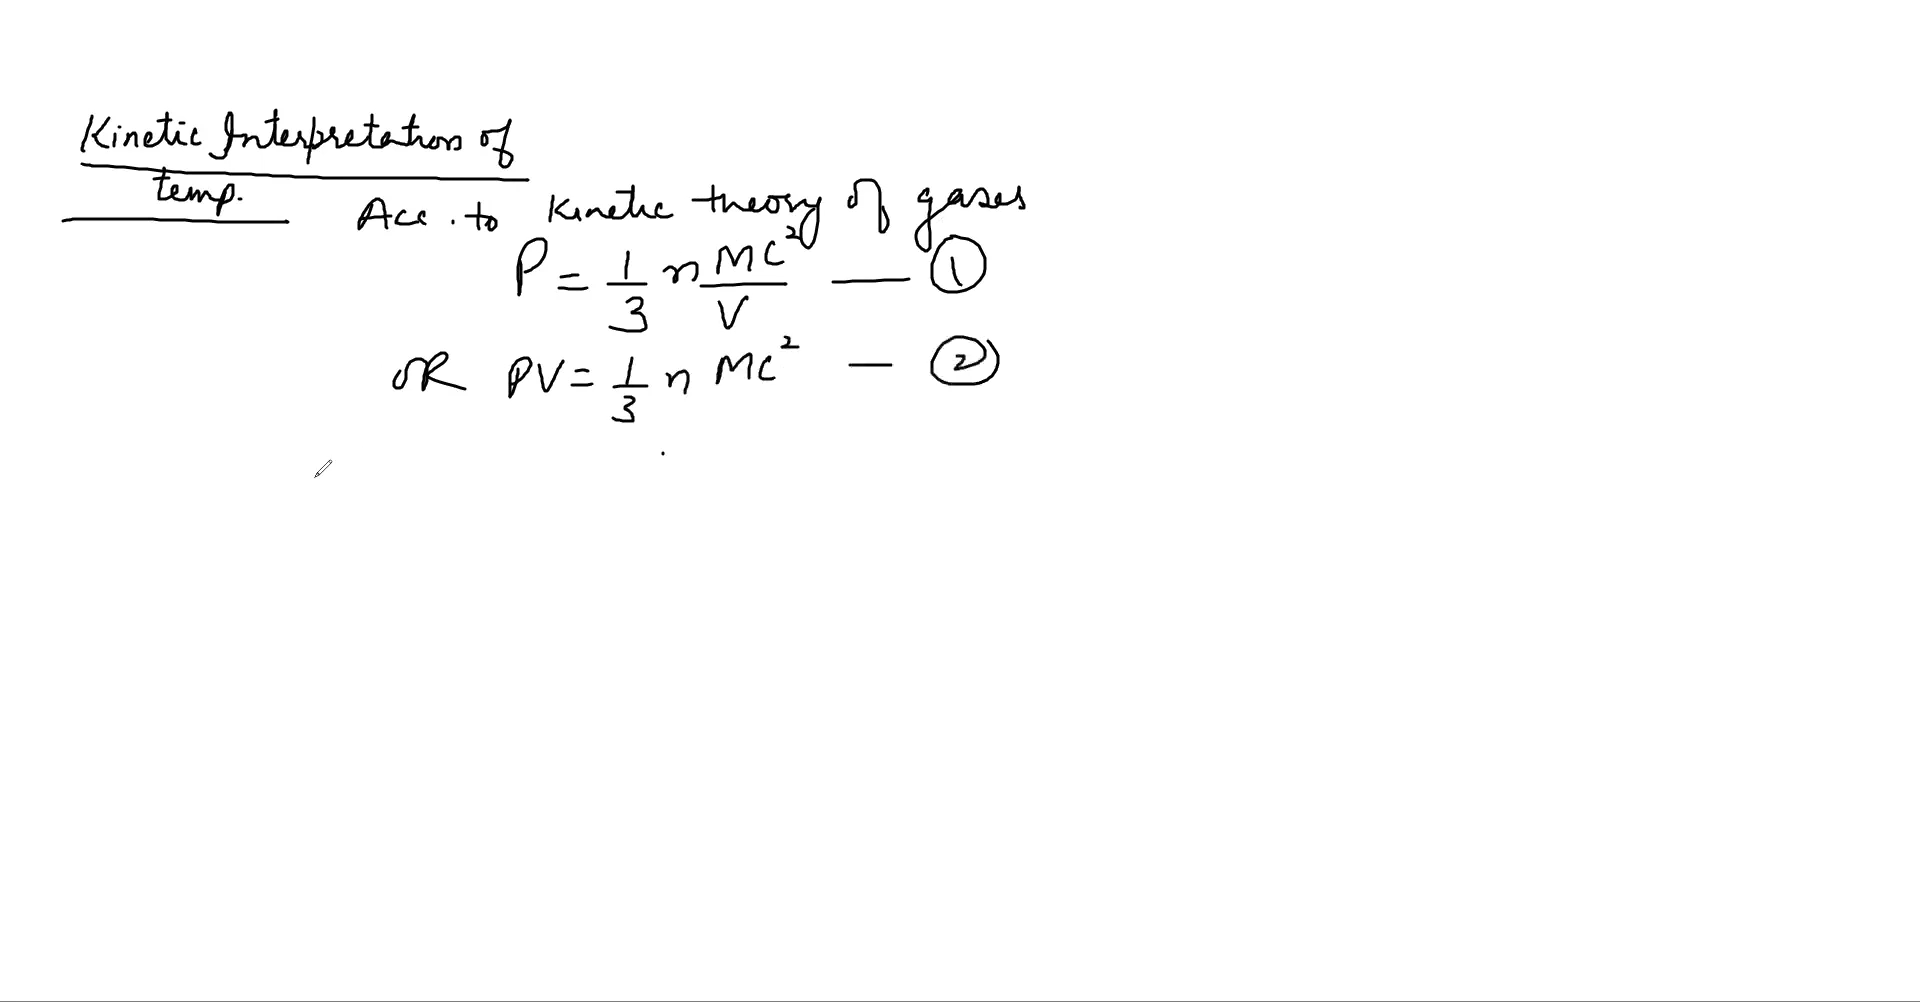 Kinetic Interpretation of
temp.
Acc. to Kinetic theory of gases
P = 1/3 n MC²/V — ①
OR PV = 1/3 n MC² — ②